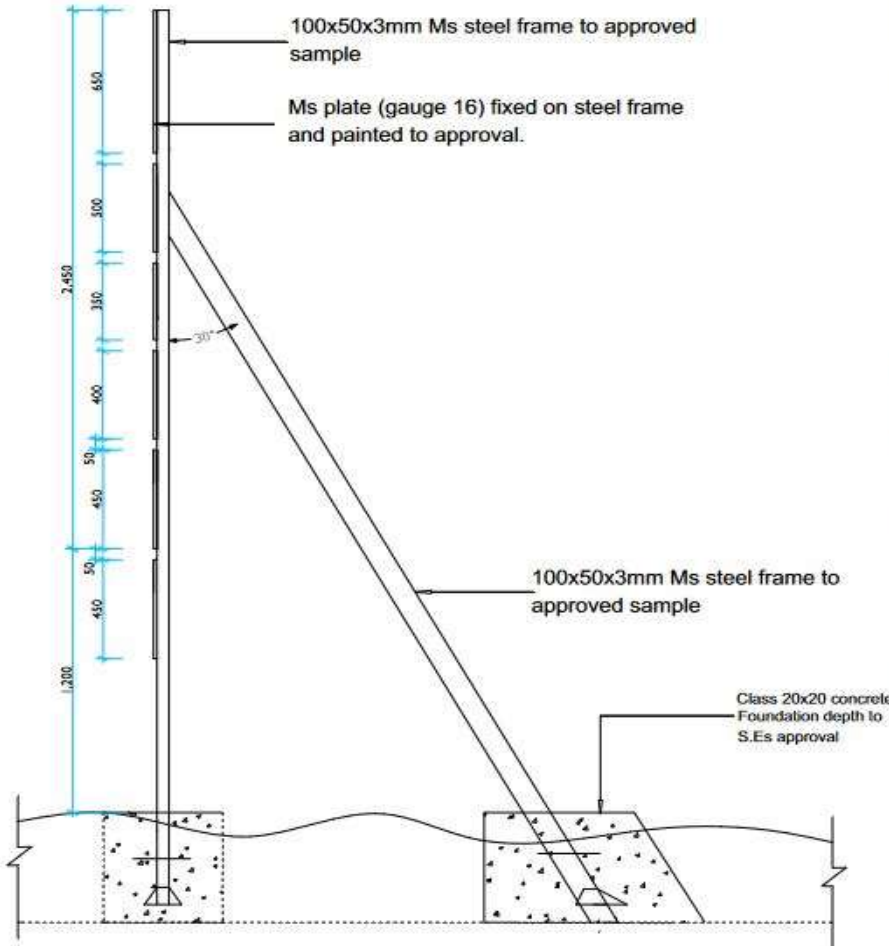 100x50x3mm Ms steel frame to approved
sample
Ms plate (gauge 16) fixed on steel frame
and painted to approval.
650
2,450
350
30°
400
50
450
50
450
100x50x3mm Ms steel frame to
approved sample
1,200
Class 20x20 concrete
Foundation depth to
S.Es approval